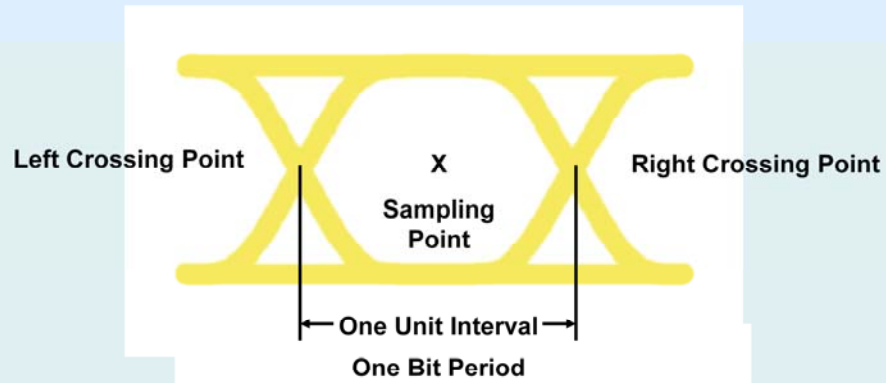 Left Crossing Point
X
Right Crossing Point
Sampling
Point
One Unit Interval
One Bit Period